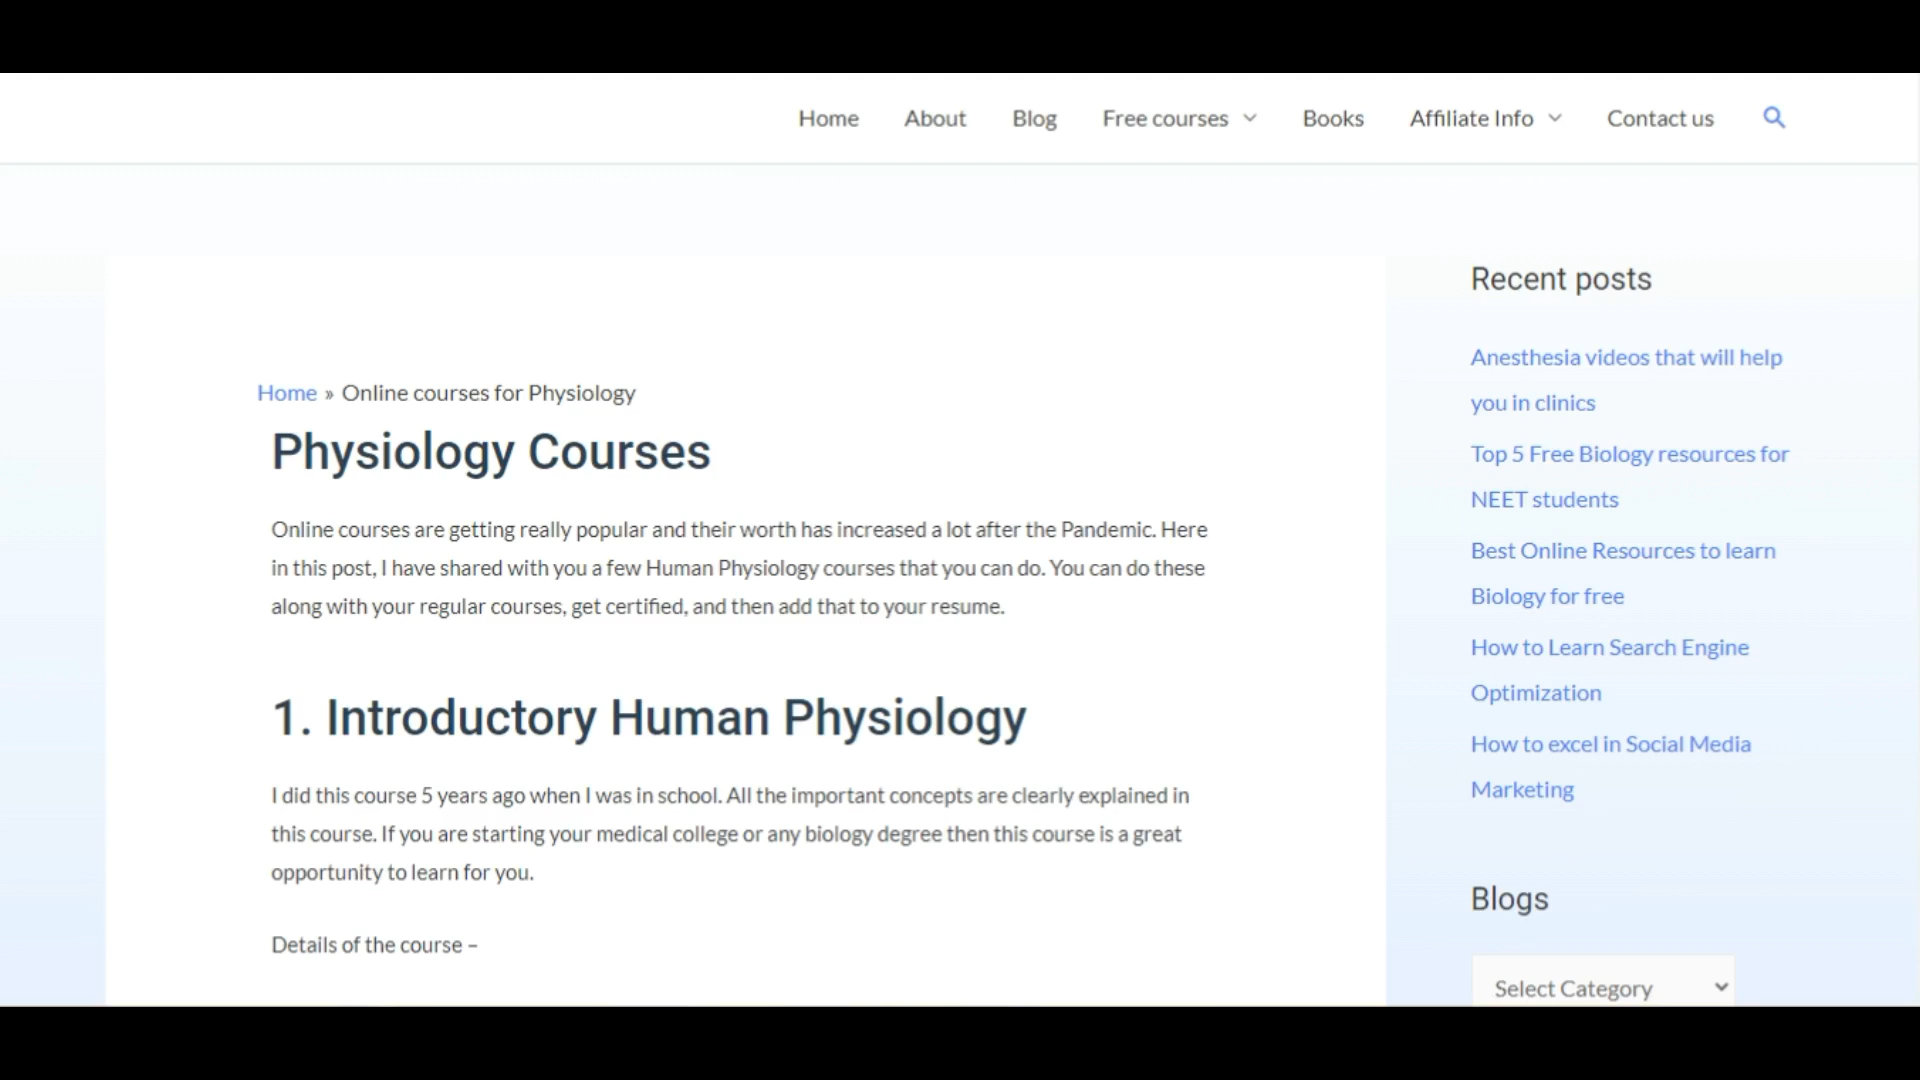 Home About Blog Free courses Books Affiliate Info Contact us
Home » Online courses for Physiology
Physiology Courses
Online courses are getting really popular and their worth has increased a lot after the Pandemic. Here
in this post, I have shared with you a few Human Physiology courses that you can do. You can do these
along with your regular courses, get certified, and then add that to your resume.
1. Introductory Human Physiology
I did this course 5 years ago when I was in school. All the important concepts are clearly explained in
this course. If you are starting your medical college or any biology degree then this course is a great
opportunity to learn for you.
Details of the course –
Recent posts
Anesthesia videos that will help
you in clinics
Top 5 Free Biology resources for
NEET students
Best Online Resources to learn
Biology for free
How to Learn Search Engine
Optimization
How to excel in Social Media
Marketing
Blogs
Select Category